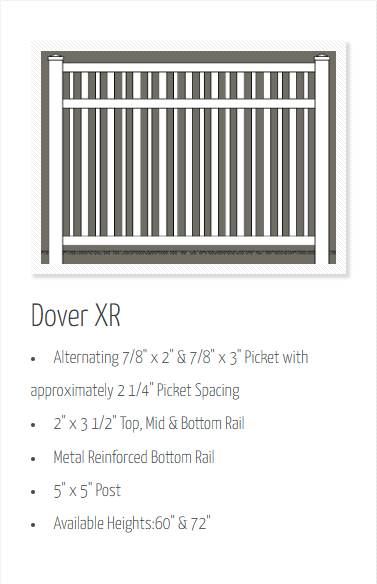 Dover XR
• Alternating 7/8" x 2" & 7/8" x 3" Picket with
approximately 2 1/4" Picket Spacing
• 2" x 3 1/2" Top, Mid & Bottom Rail
• Metal Reinforced Bottom Rail
• 5" x 5" Post
• Available Heights:60" & 72"